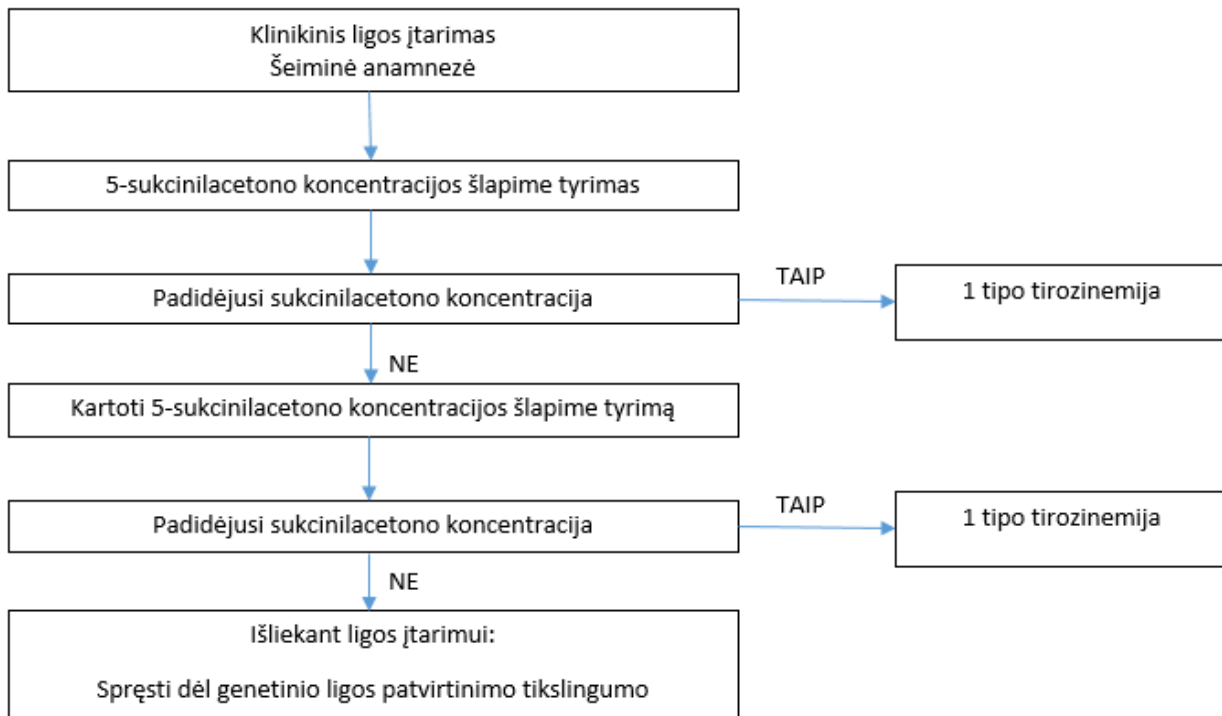 Klinikinis ligos įtarimas
Šeiminė anamnezė
5-sukcinilacetono koncentracijos šlapime tyrimas
Padidėjusi sukcinilacetono koncentracija
TAIP
1 tipo tirozinemija
NE
Kartoti 5-sukcinilacetono koncentracijos šlapime tyrimą
Padidėjusi sukcinilacetono koncentracija
TAIP
1 tipo tirozinemija
NE
Išliekant ligos įtarimui:
Spręsti dėl genetinio ligos patvirtinimo tikslingumo